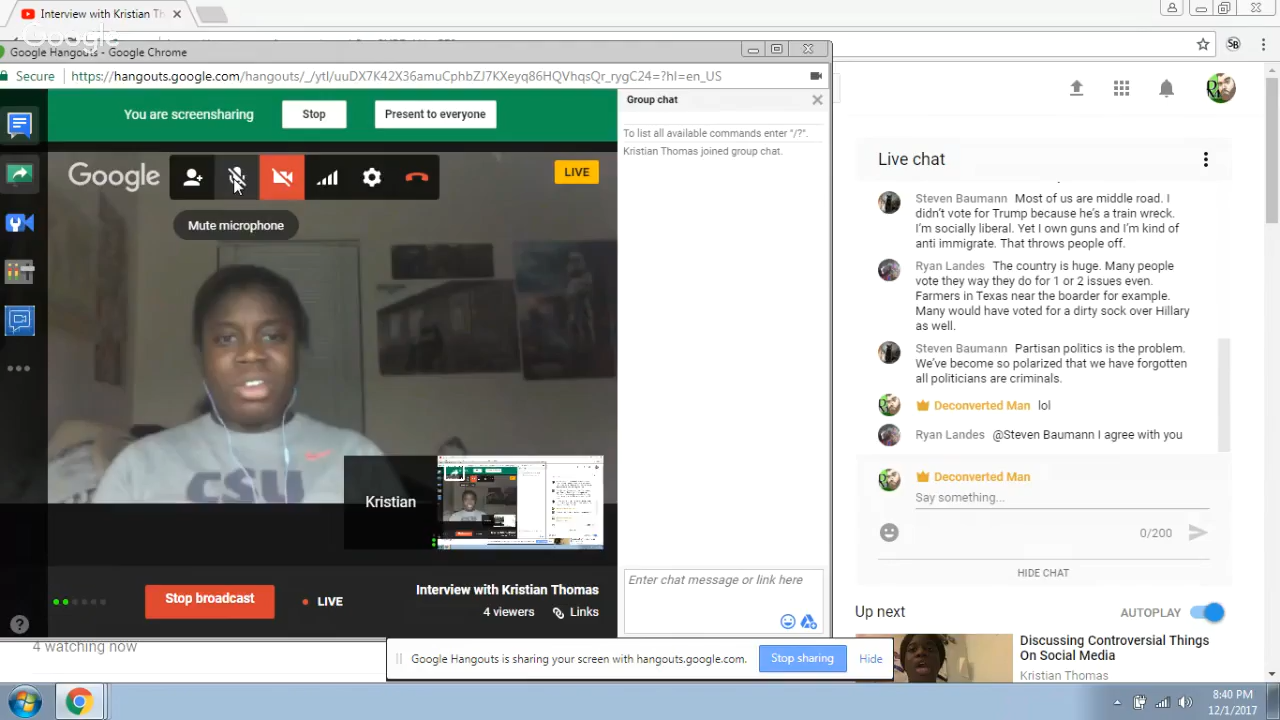 Interview with Kristian Th
Google
Google Hangouts - Google Chrome
Secure
https://hangouts.google.com/hangouts/_/ytl/uuDX7K42X36amuCphbZJ7KXeyq86HQVhqsQr_rygC24=?hl=en_US
You are screensharing
Stop
Present to everyone
Google
LIVE
Mute microphone
Kristian
Stop broadcast
LIVE
Interview with Kristian Thomas
4 viewers
Links
4 watching now
Group chat
To list all available commands enter "/?".
Kristian Thomas joined group chat.
Enter chat message or link here
Google Hangouts is sharing your screen with hangouts.google.com.
Stop sharing
Hide
SB
Live chat
Steven Baumann Most of us are middle road. I
didn't vote for Trump because he's a train wreck.
I'm socially liberal. Yet I own guns and I'm kind of
anti immigrate. That throws people off.
Ryan Landes The country is huge. Many people
vote they way they do for 1 or 2 issues even.
Farmers in Texas near the boarder for example.
Many would have voted for a dirty sock over Hillary
as well.
Steven Baumann Partisan politics is the problem.
We've become so polarized that we have forgotten
all politicians are criminals.
Deconverted Man lol
Ryan Landes @Steven Baumann I agree with you
Deconverted Man
Say something...
0/200
HIDE CHAT
Up next
AUTOPLAY
Discussing Controversial Things
On Social Media
Kristian Thomas
8:40 PM
12/1/2017